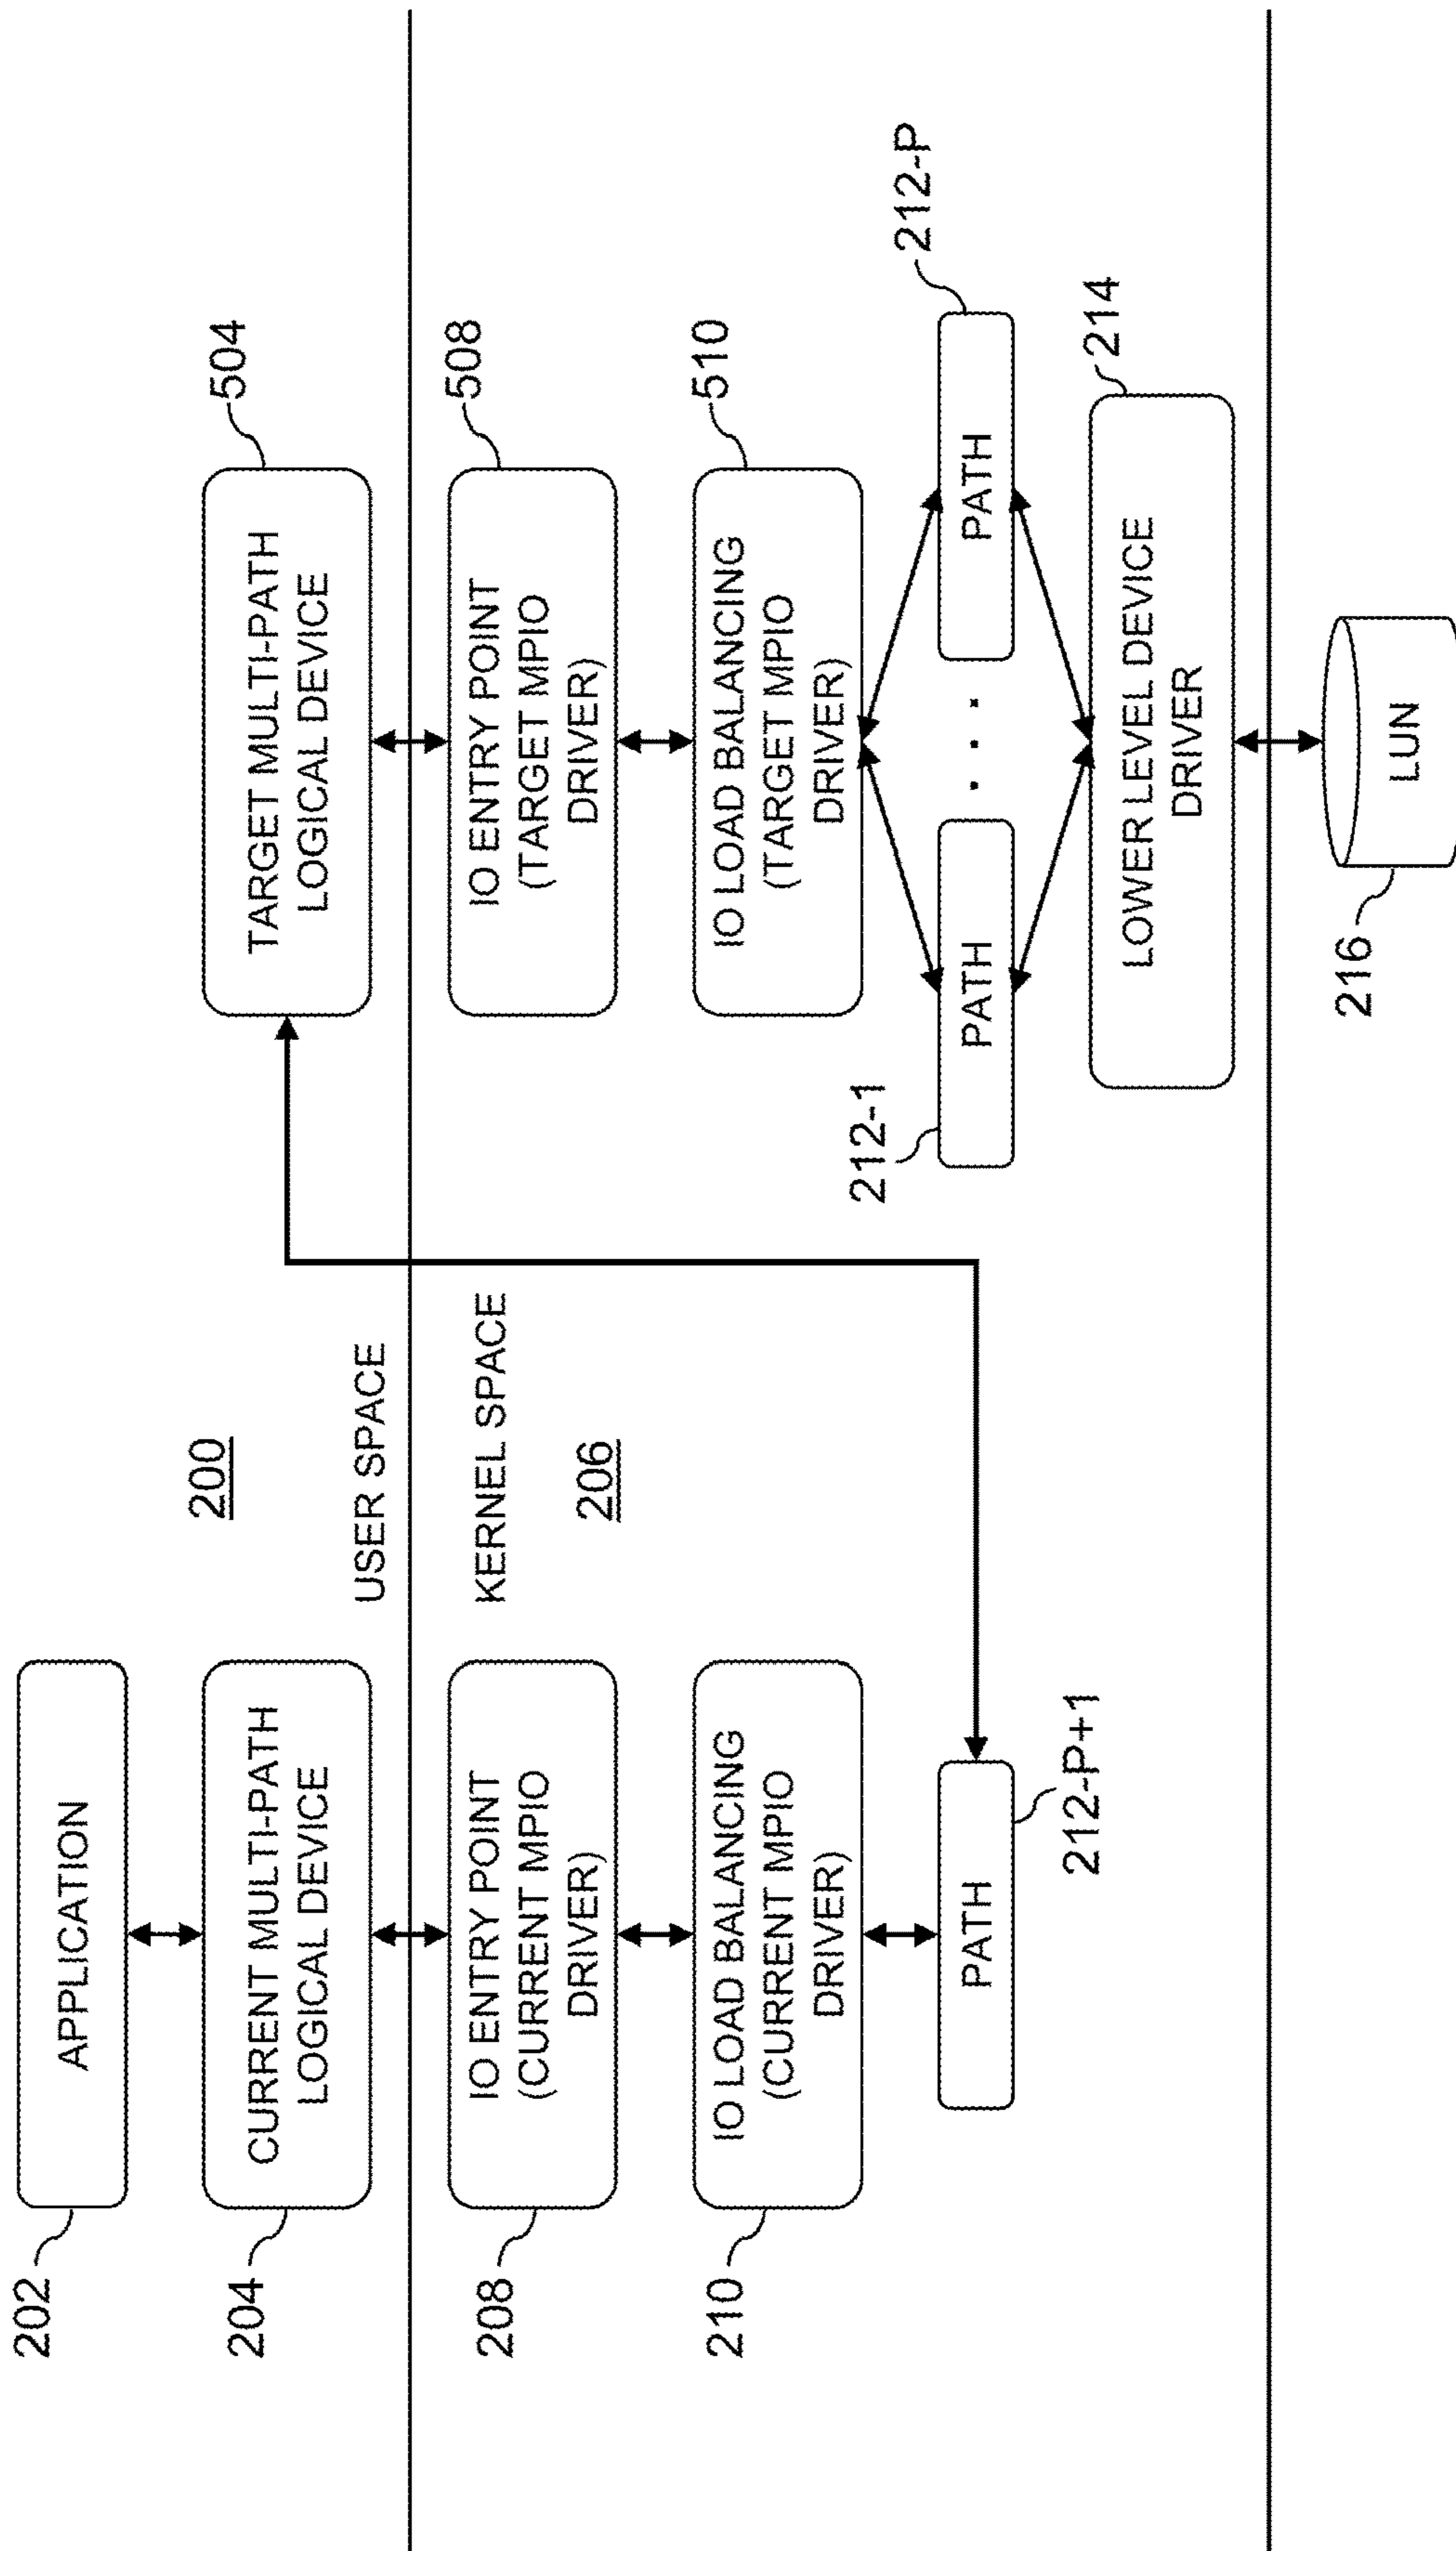 202
APPLICATION
200
204
CURRENT MULTI-PATH
LOGICAL DEVICE
TARGET MULTI-PATH
LOGICAL DEVICE
504
USER SPACE
KERNEL SPACE
206
208
IO ENTRY POINT
(CURRENT MPIO
DRIVER)
IO ENTRY POINT
(TARGET MPIO
DRIVER)
508
210
IO LOAD BALANCING
(CURRENT MPIO
DRIVER)
IO LOAD BALANCING
(TARGET MPIO
DRIVER)
510
PATH
212-P+1
212-1
PATH
. . .
PATH
212-P
LOWER LEVEL DEVICE
DRIVER
214
216
LUN